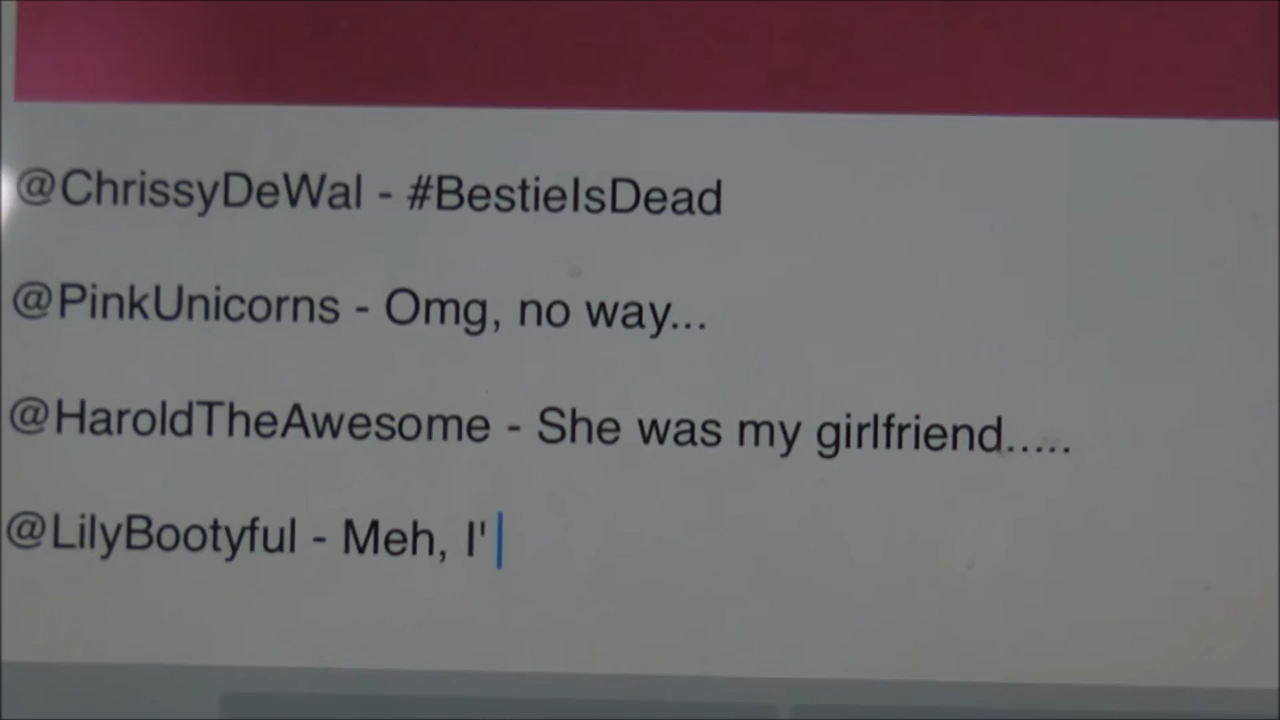 @ChrissyDeWal - #BestieIsDead
@PinkUnicorns - Omg, no way...
@HaroldTheAwesome - She was my girlfriend.....
@LilyBootyful - Meh, I'